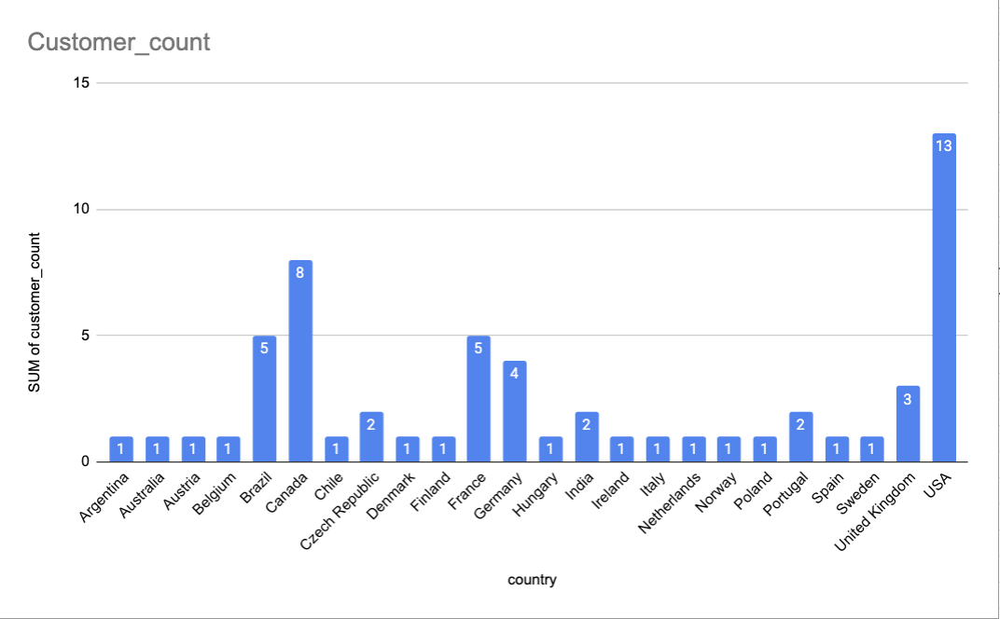 Customer_count
15
10
5
0
SUM of customer_count
1
1
1
1
5
8
1
2
1
1
5
4
1
2
1
1
1
1
1
2
1
1
3
13
Argentina
Australia
Austria
Belgium
Brazil
Canada
Chile
Czech Republic
Denmark
Finland
France
Germany
Hungary
India
Ireland
Italy
Netherlands
Norway
Poland
Portugal
Spain
Sweden
United Kingdom
USA
country